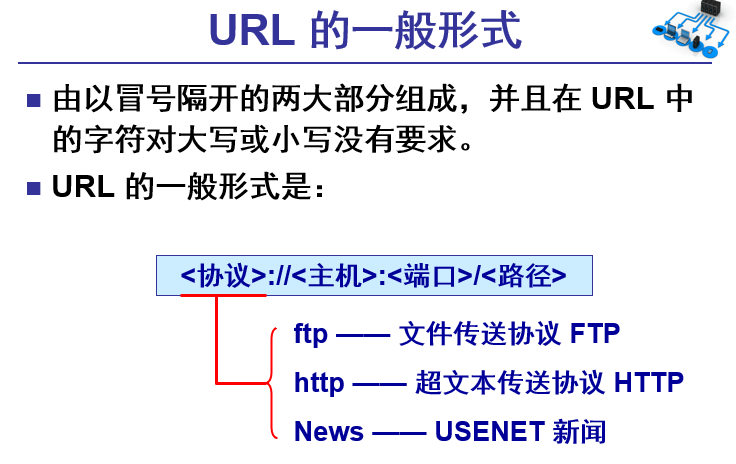 URL 的一般形式
由以冒号隔开的两大部分组成，并且在 URL 中
的字符对大写或小写没有要求。
URL 的一般形式是：
<协议>://<主机>:<端口>/<路径>
ftp —— 文件传送协议 FTP
http —— 超文本传送协议 HTTP
News —— USENET 新闻